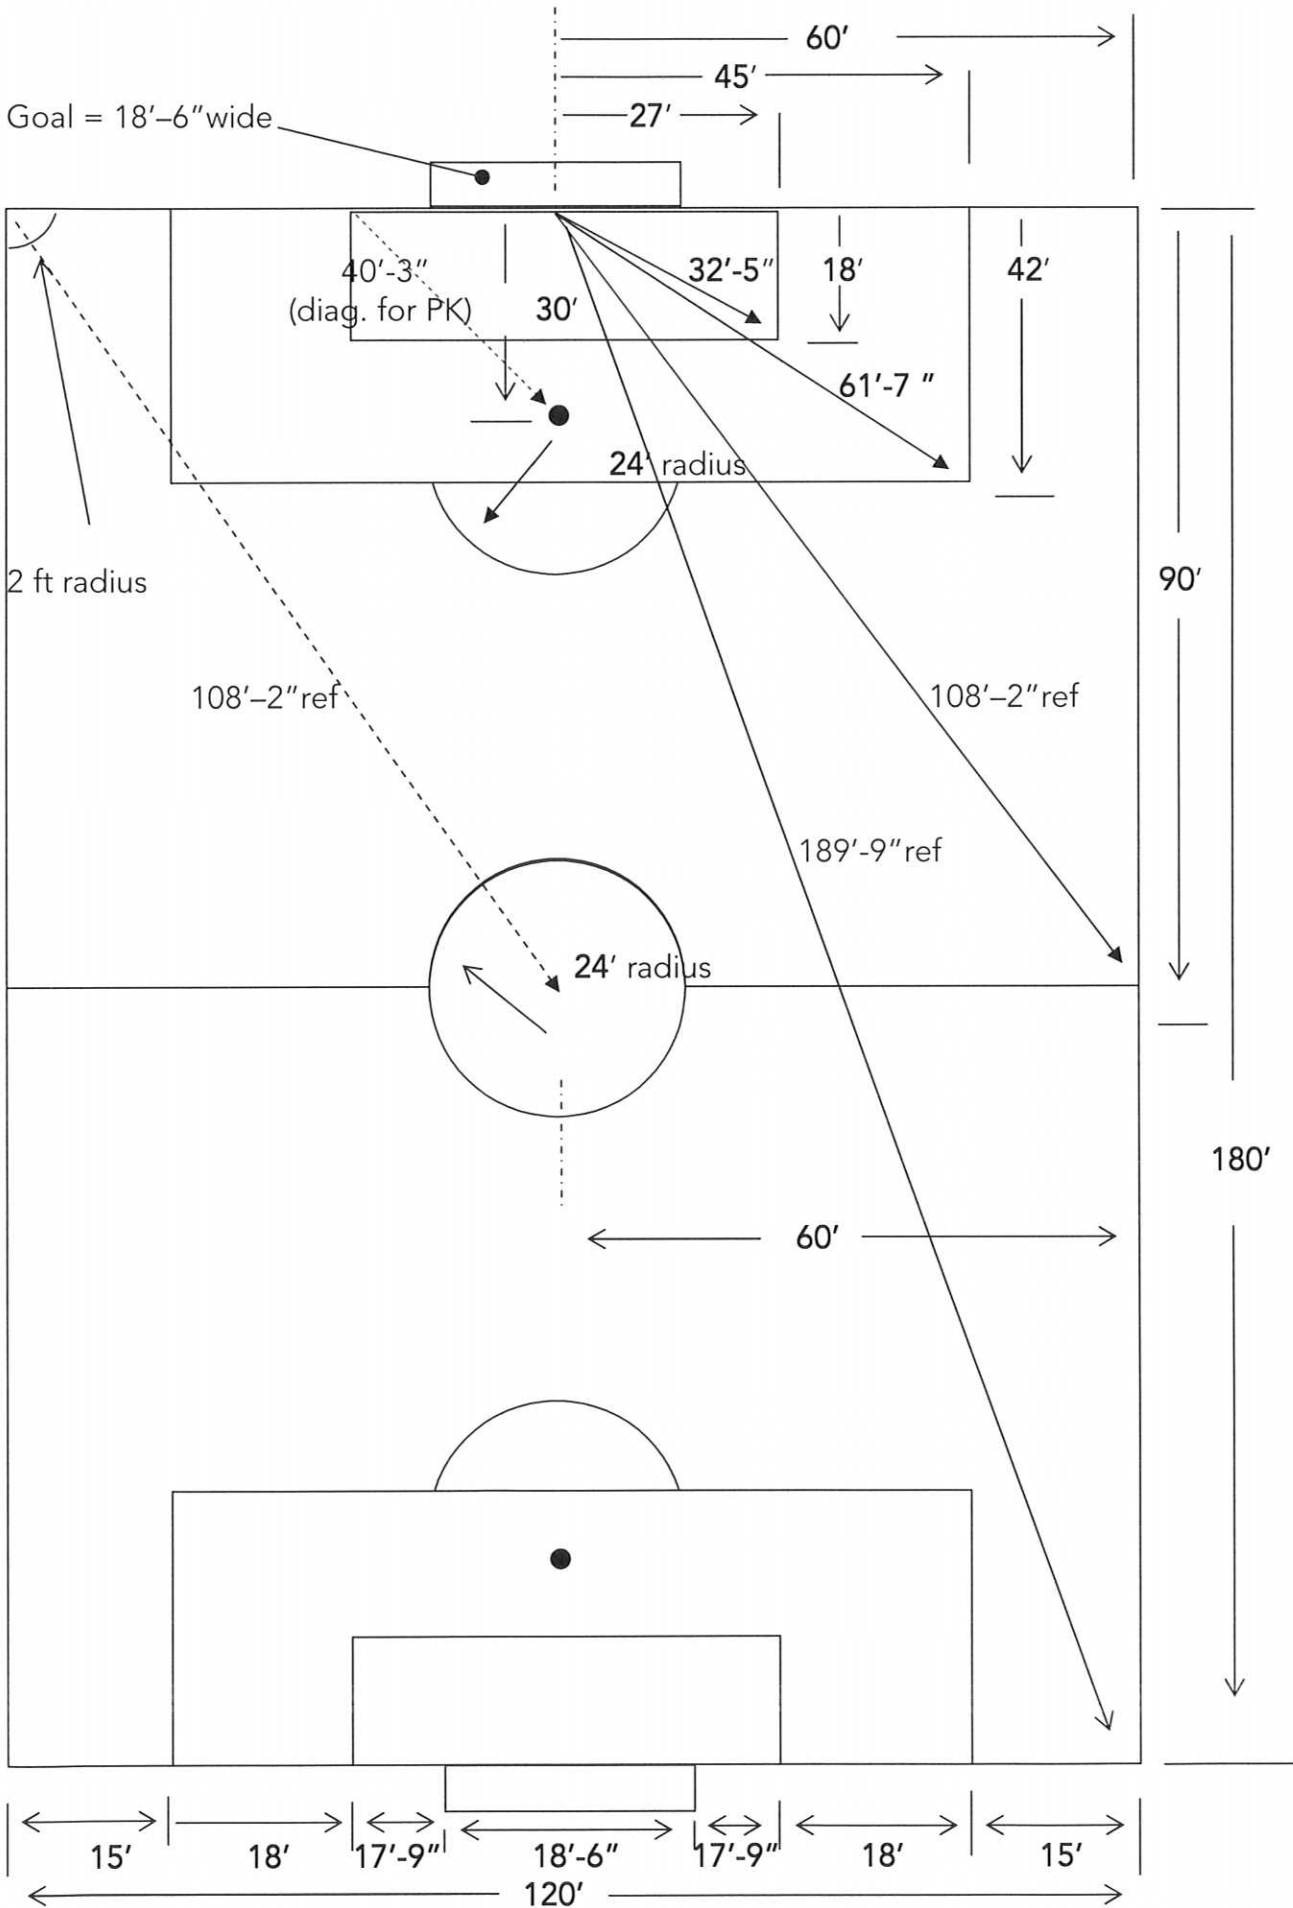 60'
45'
27'
Goal = 18'–6" wide
40'-3"
(diag. for PK)
30'
32'-5"
18'
42'
61'-7 "
24' radius
2 ft radius
90'
108'–2" ref
108'–2" ref
189'-9" ref
24' radius
180'
60'
15'
18'
17'-9"
18'-6"
17'-9"
18'
15'
120'